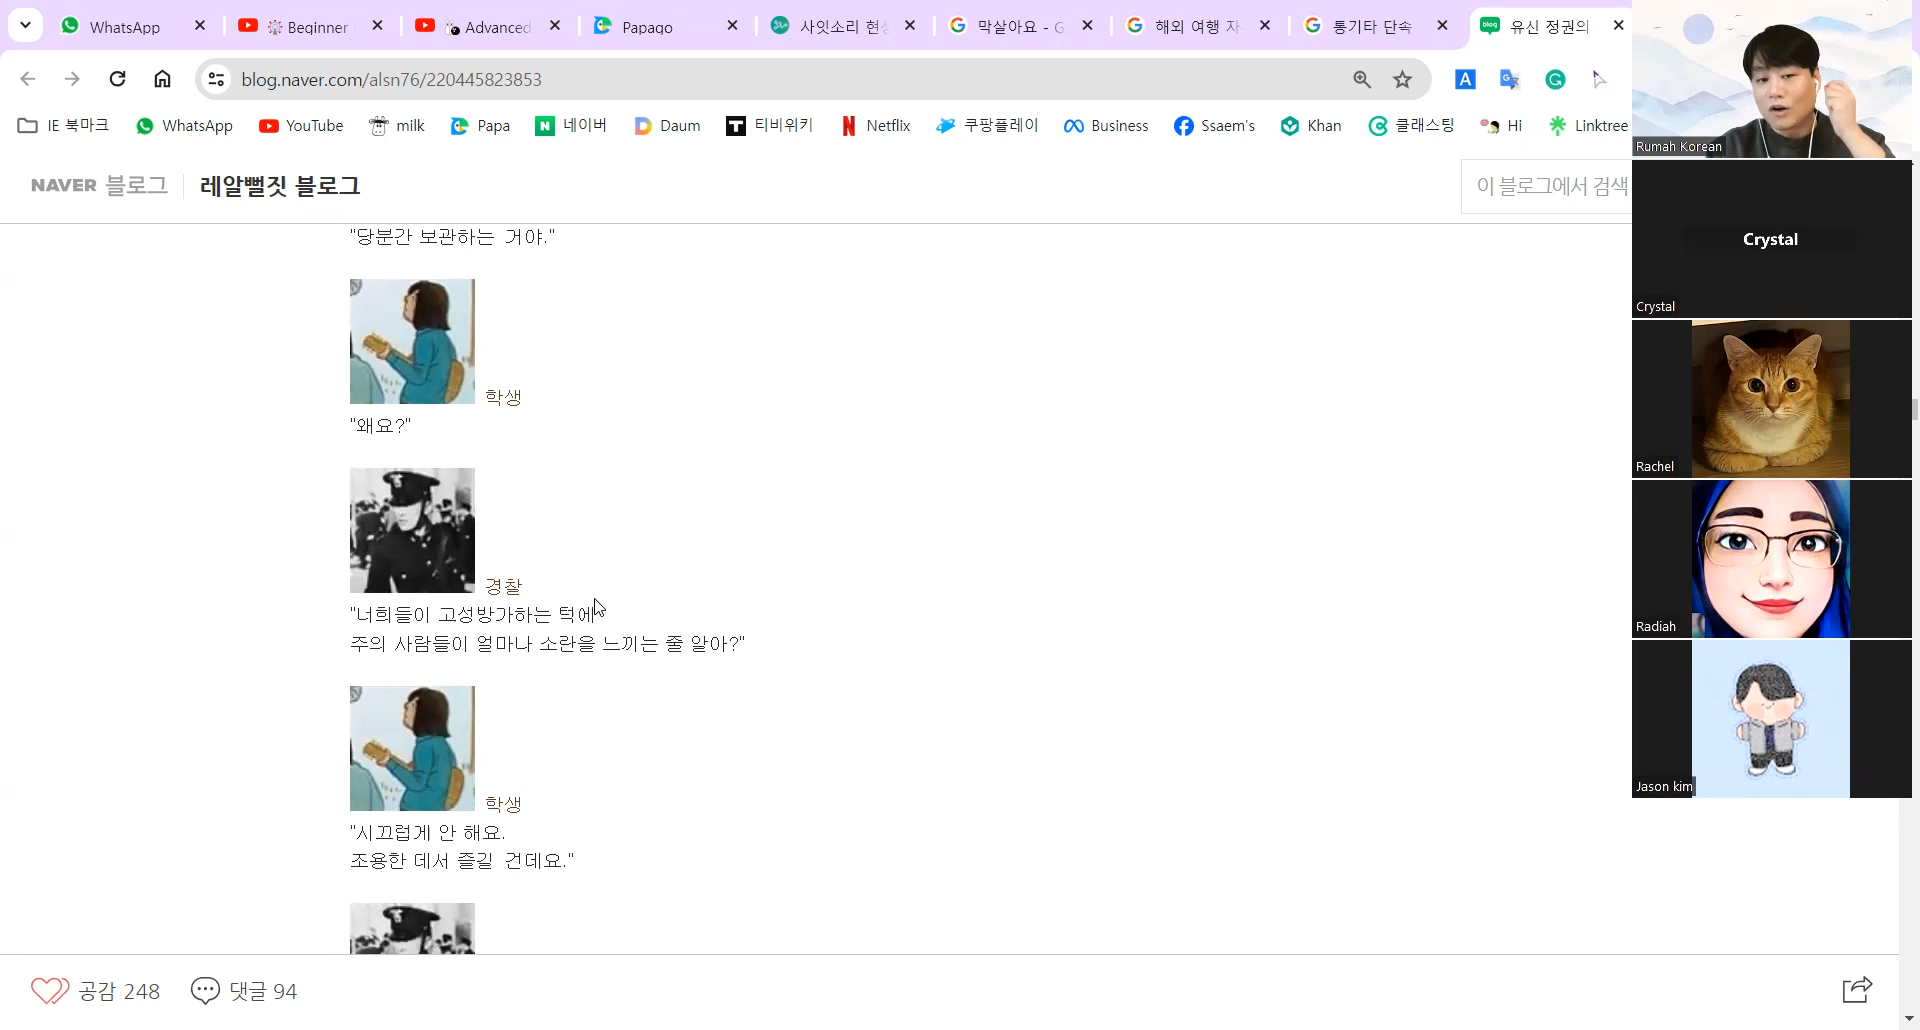 WhatsApp
Beginner
Advanced
Papago
사잇소리 현
막살아요 - G
해외 여행 자
통기타 단속
유신 정권의
blog.naver.com/alsn76/220445823853
IE 북마크
WhatsApp
YouTube
milk
Papa
네이버
Daum
티비위키
Netflix
쿠팡플레이
Business
Ssaem's
Khan
클래스팅
Hi
Linktree
NAVER 블로그
레알뻘짓 블로그
이 블로그에서 검색
"당분간 보관하는 거야."
학생
"왜요?"
경찰
"너희들이 고성방가하는 턱에
주의 사람들이 얼마나 소란을 느끼는 줄 알아?"
학생
"시끄럽게 안 해요.
조용한 데서 즐길 건데요."
공감 248
댓글 94
Rumah Korean
Crystal
Crystal
Rachel
Radiah
Jason kim